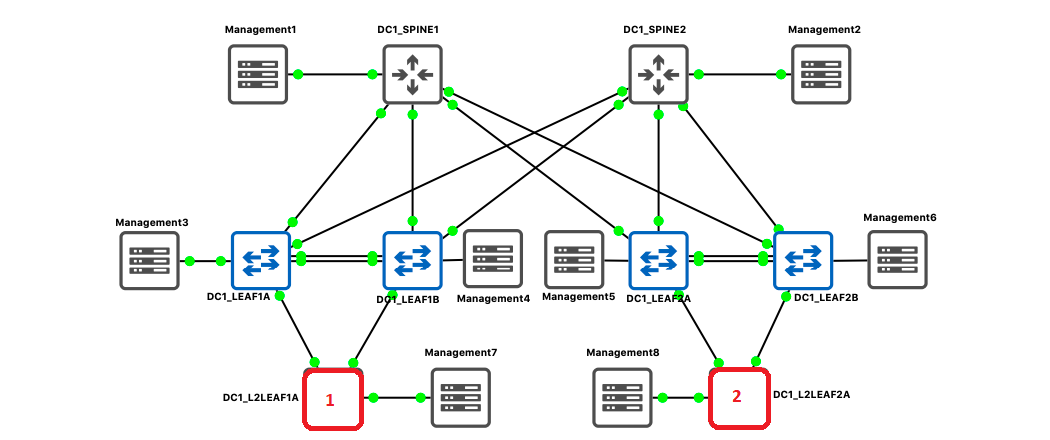 Management1
DC1_SPINE1
DC1_SPINE2
Management2
Management3
Management6
DC1_LEAF1A
DC1_LEAF1B
Management4
Management5
DC1_LEAF2A
DC1_LEAF2B
Management7
Management8
DC1_L2LEAF1A
1
2
DC1_L2LEAF2A